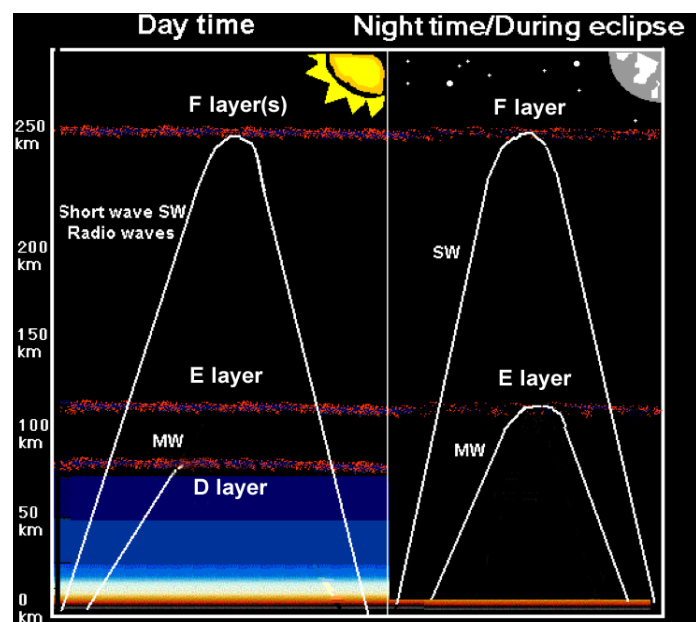 Day time
Night time/During eclipse
F layer(s)
F layer
250
km
Short wave SW
Radio waves
200
km
SW
150
km
E layer
E layer
100
km
MW
MW
D layer
50
km
0
km